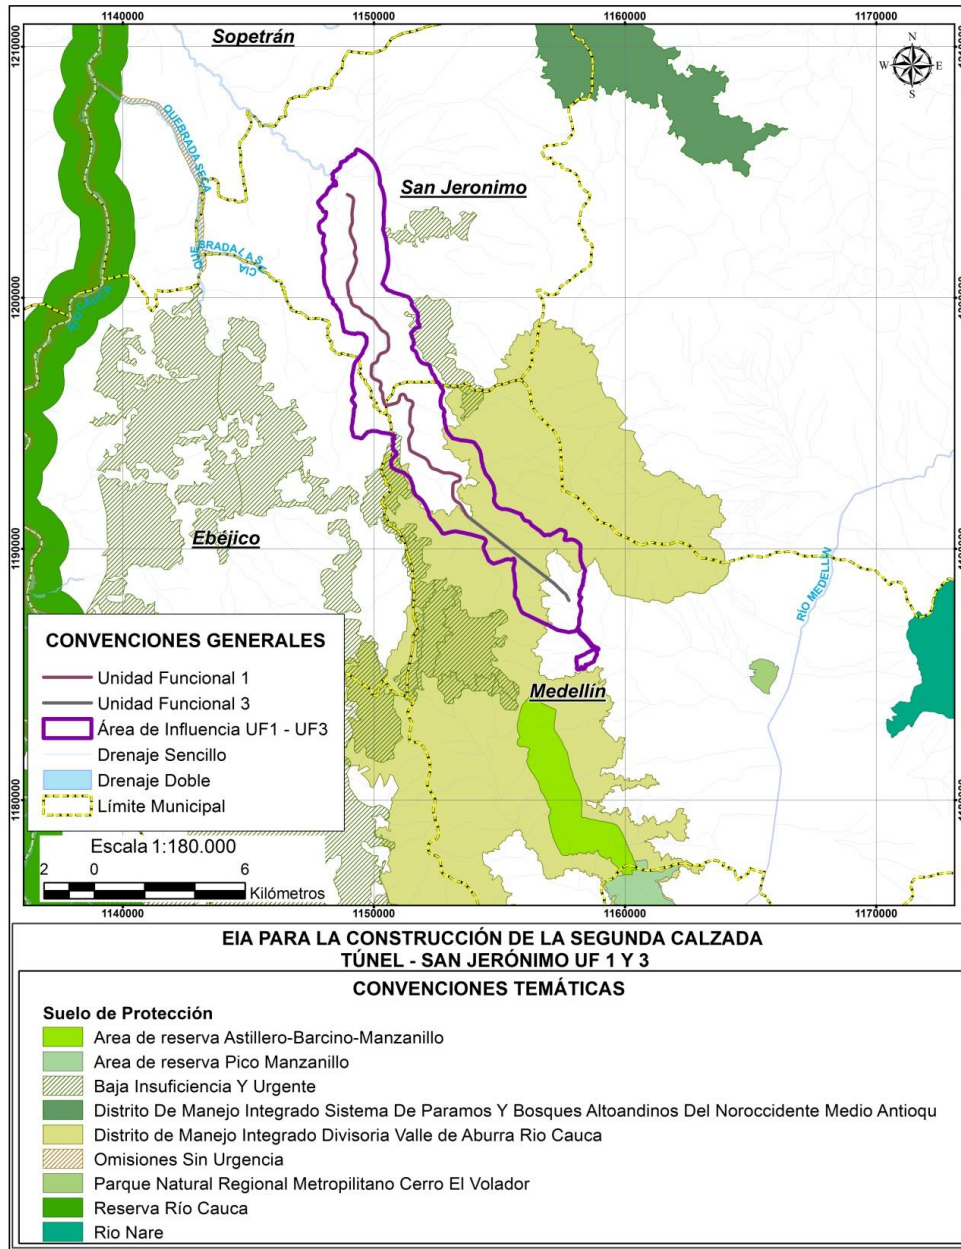 1140000 1150000 1160000 1170000
1210000
Sopetrán
N
W E
S
QUEBRADA SECA
San Jeronimo
QUE
BRADA LA S
CIA
1200000
RÍO CAUCA
Ebéjico
1190000
RÍO MEDELLÍN
Medellín
1180000
CONVENCIONES GENERALES
Unidad Funcional 1
Unidad Funcional 3
Área de Influencia UF1 - UF3
Drenaje Sencillo
Drenaje Doble
Límite Municipal
Escala 1:180.000
2 0 6
Kilómetros
1140000 1150000 1160000 1170000
EIA PARA LA CONSTRUCCIÓN DE LA SEGUNDA CALZADA
TÚNEL - SAN JERÓNIMO UF 1 Y 3
CONVENCIONES TEMÁTICAS
Suelo de Protección
Area de reserva Astillero-Barcino-Manzanillo
Area de reserva Pico Manzanillo
Baja Insuficiencia Y Urgente
Distrito De Manejo Integrado Sistema De Paramos Y Bosques Altoandinos Del Noroccidente Medio Antioqu
Distrito de Manejo Integrado Divisoria Valle de Aburra Rio Cauca
Omisiones Sin Urgencia
Parque Natural Regional Metropilitano Cerro El Volador
Reserva Río Cauca
Rio Nare